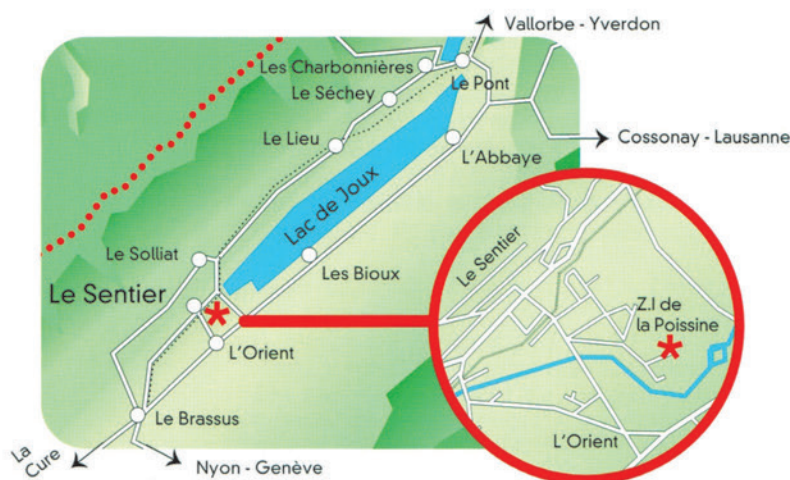 Vallorbe - Yverdon
Les Charbonnières
Le Pont
Le Séchey
Le Lieu
Cossonay - Lausanne
L'Abbaye
Lac de Joux
Le Solliat
Les Bioux
Le Sentier
L'Orient
Le Brassus
La
Cure
Nyon - Genève
Le Sentier
Z.I de
la Poissine
L'Orient